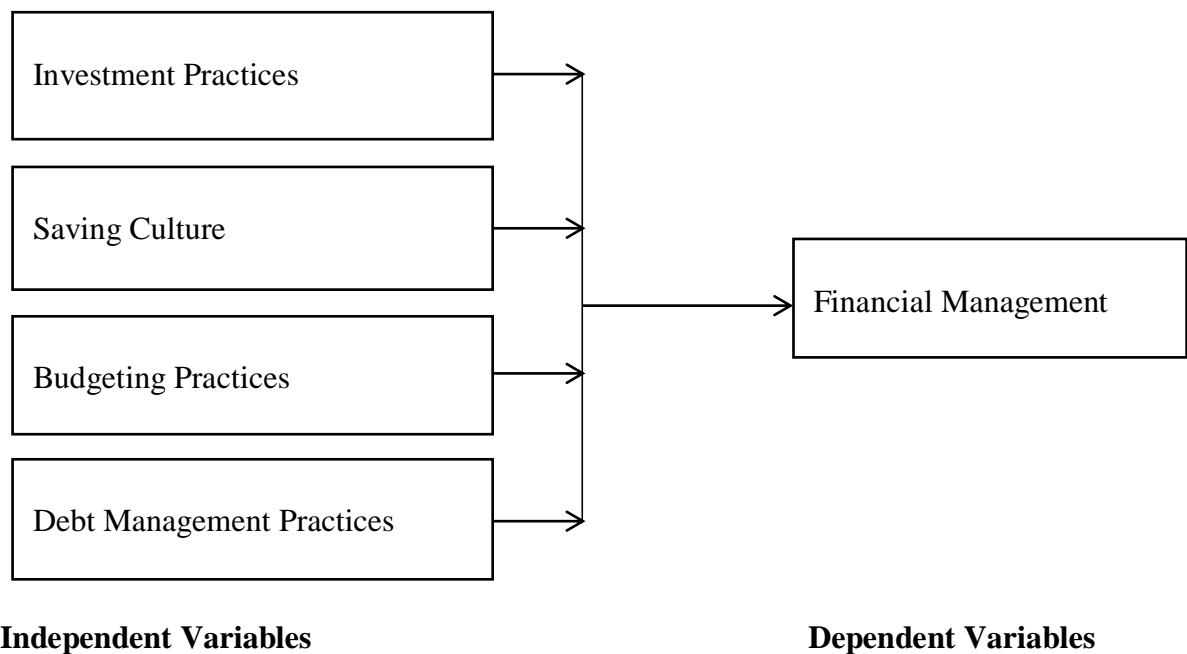 Investment Practices
Saving Culture
Financial Management
Budgeting Practices
Debt Management Practices
Independent Variables
Dependent Variables